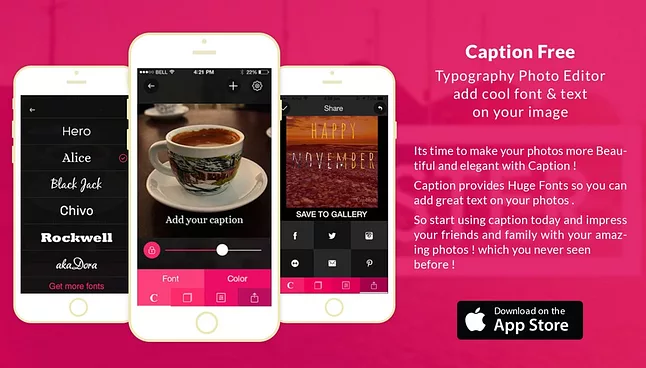 Caption Free
Typography Photo Editor
add cool font & text
on your image
Its time to make your photos more Beau-
tiful and elegant with Caption !
Caption provides Huge Fonts so you can
add great text on your photos .
So start using caption today and impress
your friends and family with your amaz-
ing photos ! which you never seen
before !
Download on the
App Store
Hero
Alice
Black Jack
Chivo
Rockwell
akaDora
Get more fonts
BELL
4:21 PM
22%
Add your caption
Font
Color
C
Share
HAPPY
NOVEMBER
SAVE TO GALLERY
C